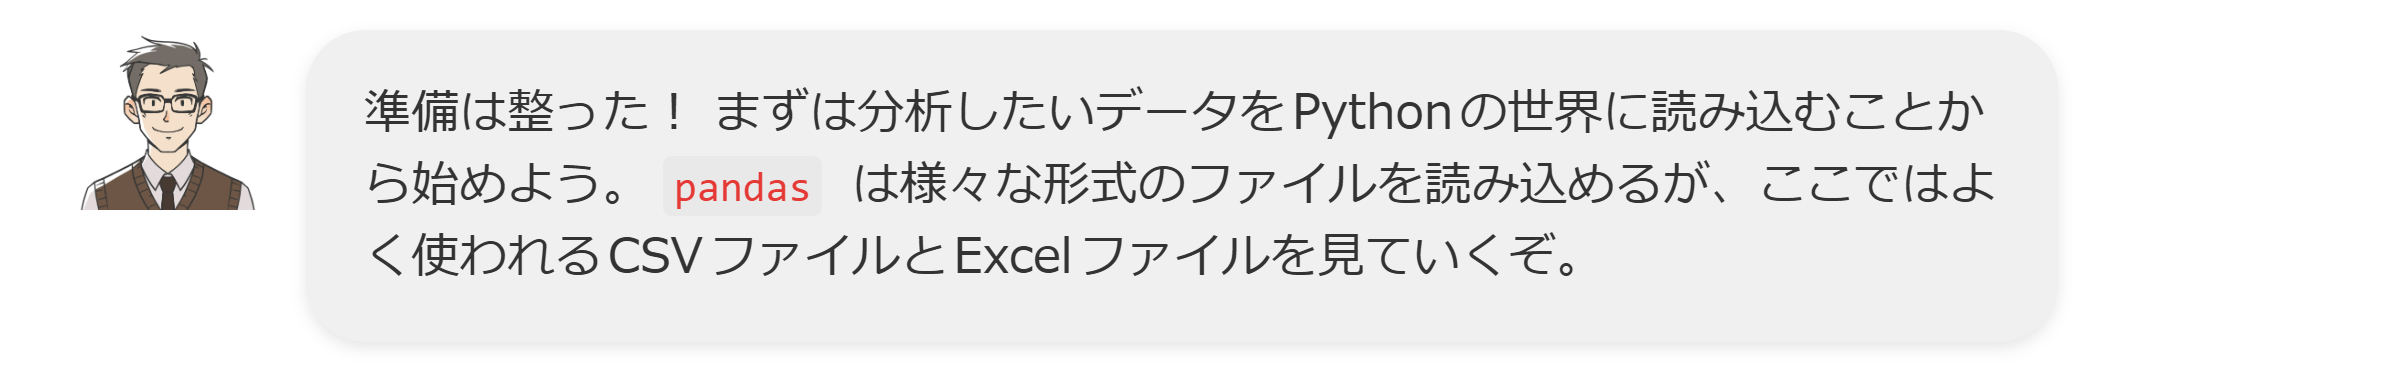 準備は整った！ まずは分析したいデータをPythonの世界に読み込むことか
ら始めよう。 pandas は様々な形式のファイルを読み込めるが、ここではよ
く使われるCSVファイルとExcelファイルを見ていくぞ。